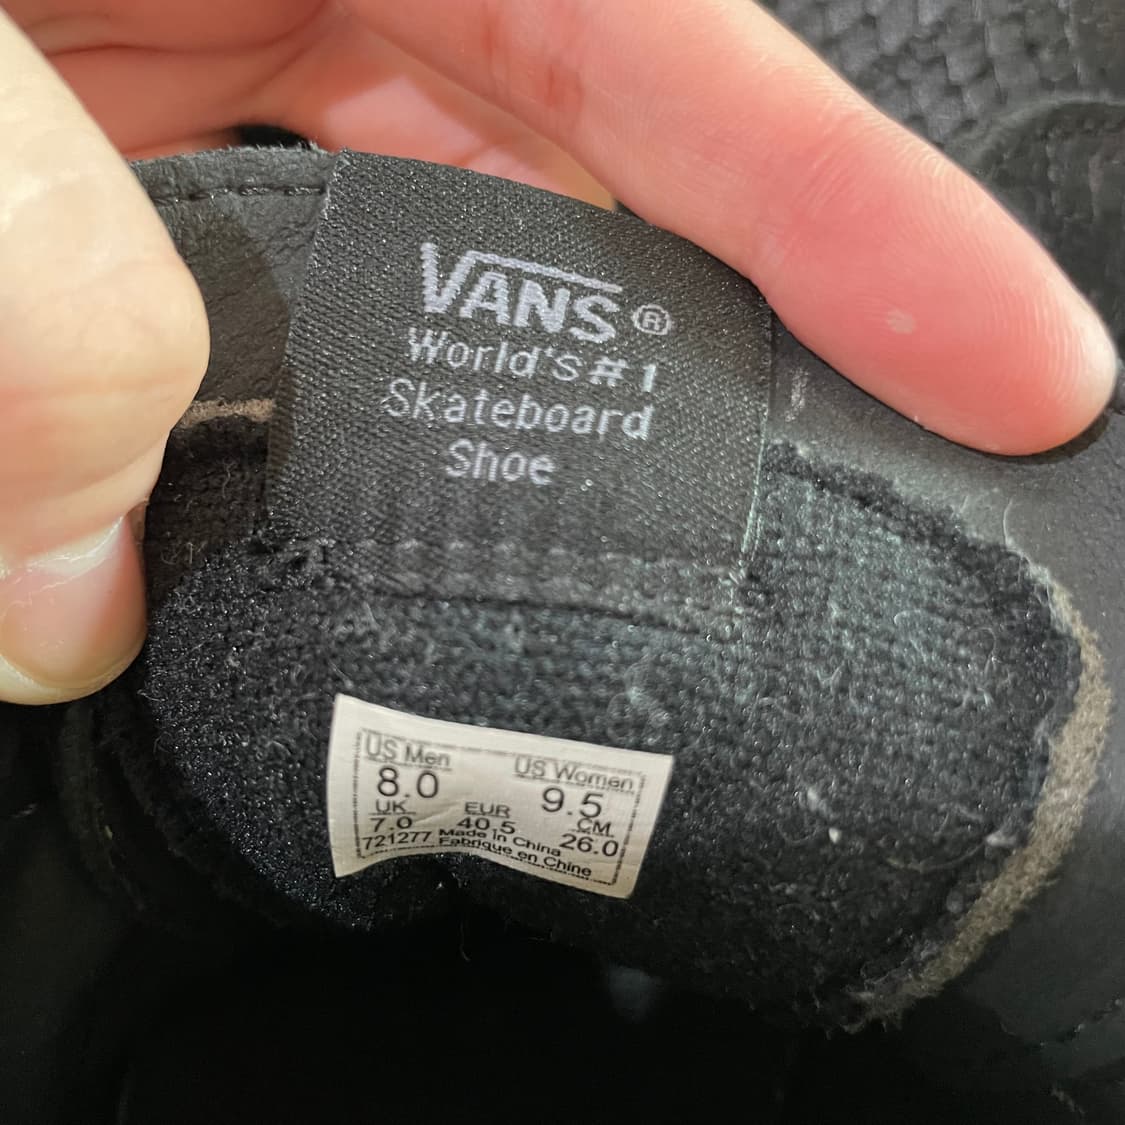 VANS®
World's #1
Skateboard
Shoe
US Men US Women
8.0 9.5
UK EUR CM
7.0 40.5 26.0
721277 Made in China
Fabriqué en Chine